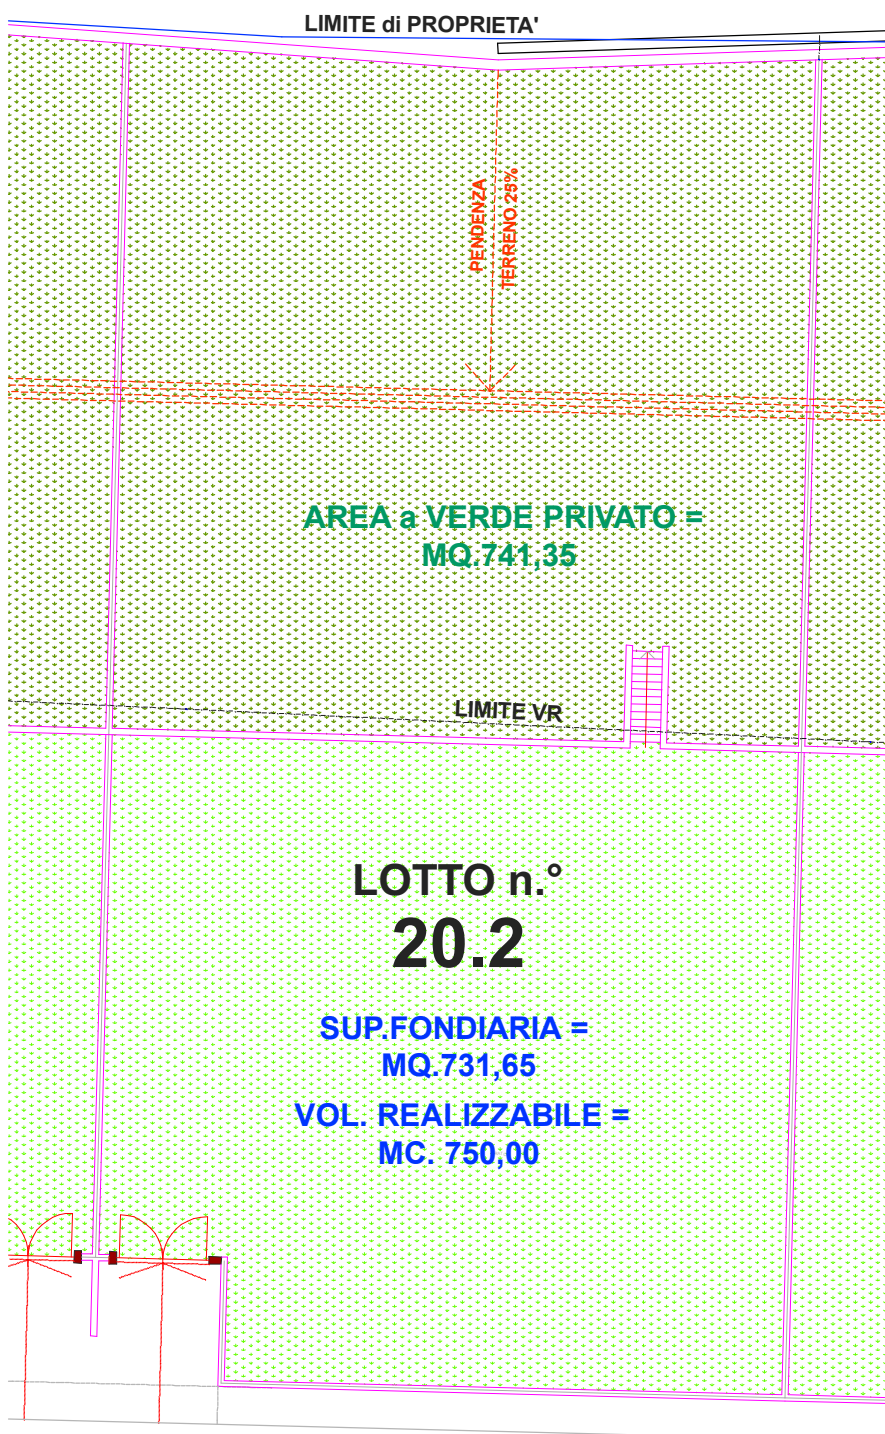 LIMITE di PROPRIETA'
PENDENZA
TERRENO 25%
AREA a VERDE PRIVATO =
MQ.741,35
LIMITE VR
LOTTO n.°
20.2
SUP.FONDIARIA =
MQ.731,65
VOL. REALIZZABILE =
MC. 750,00